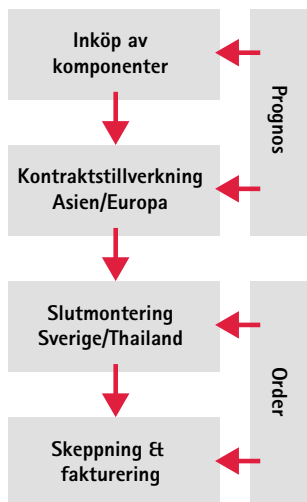 Inköp av
komponenter
Prognos
Kontraktstillverkning
Asien/Europa
Slutmontering
Sverige/Thailand
Order
Skeppning &
fakturering